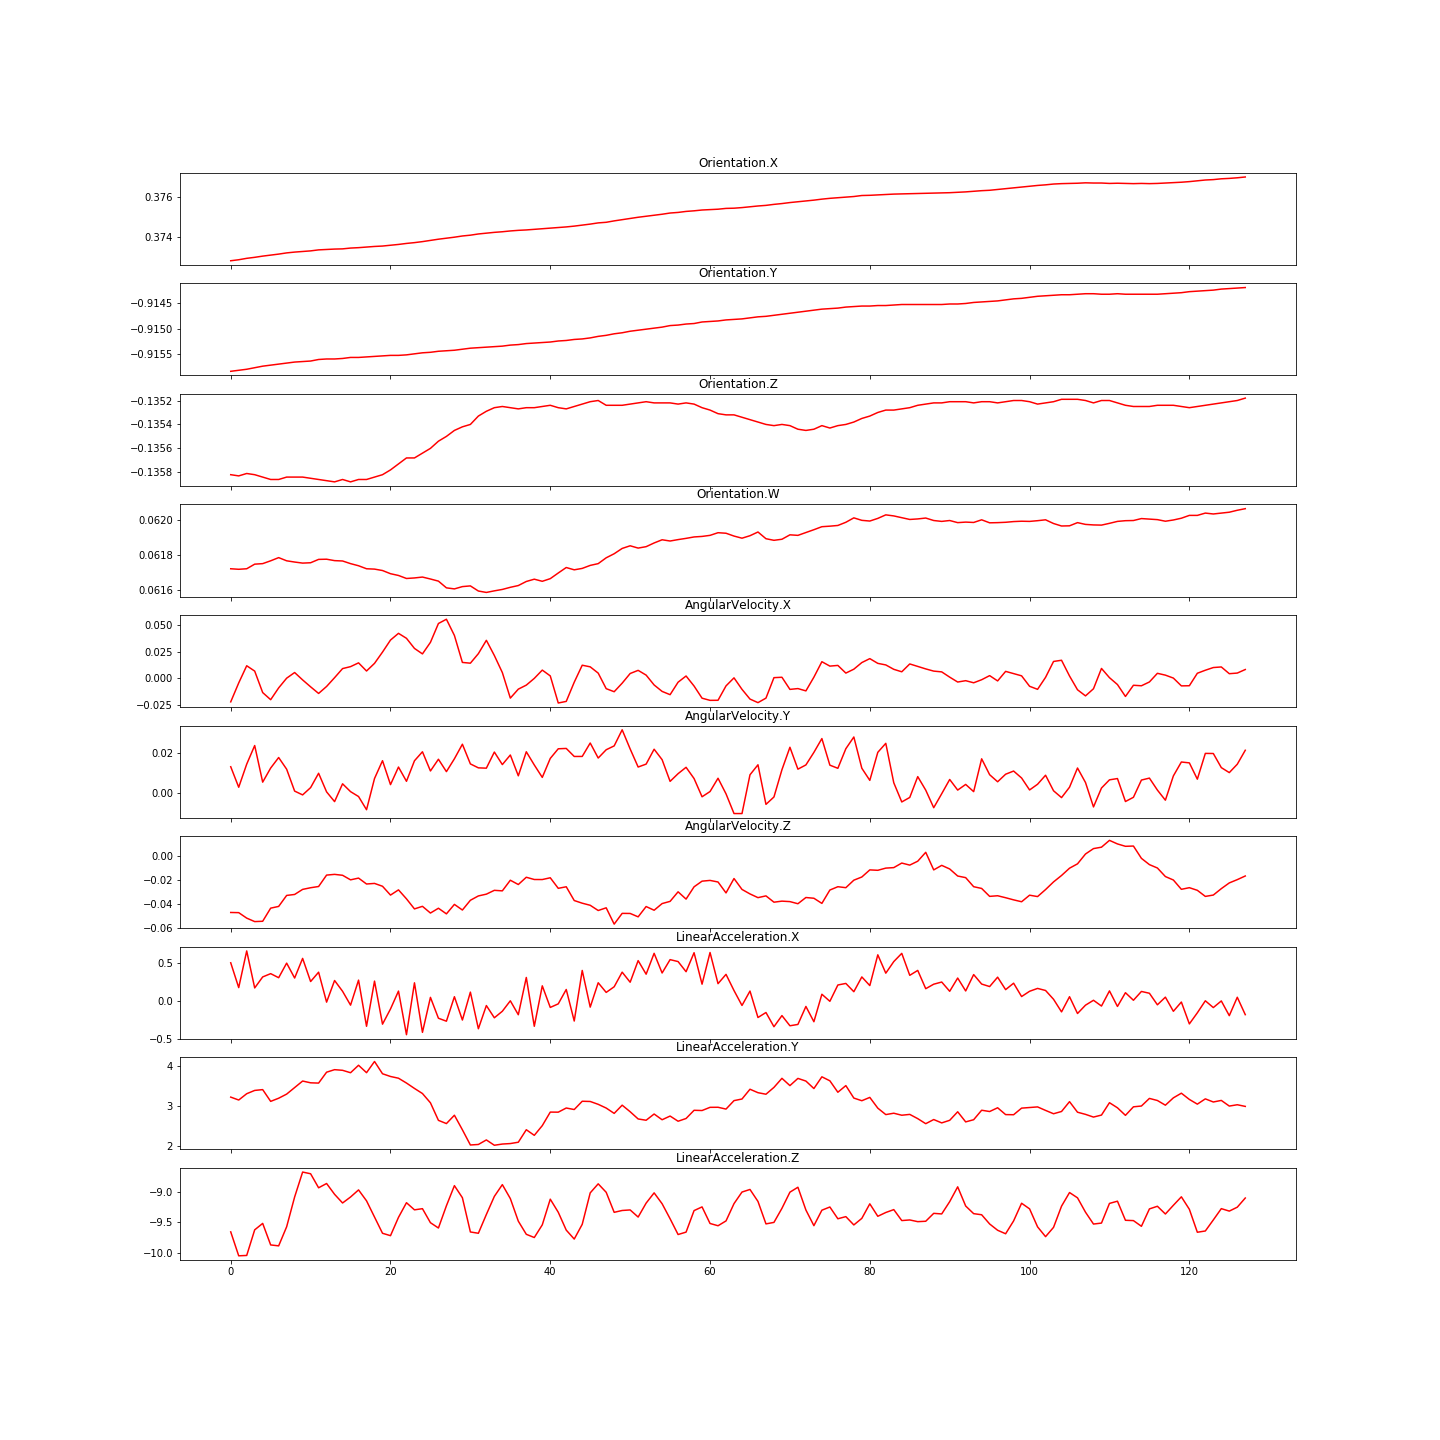 Orientation.X
0.376
0.374
Orientation.Y
−0.9145
−0.9150
−0.9155
Orientation.Z
−0.1352
−0.1354
−0.1356
−0.1358
Orientation.W
0.0620
0.0618
0.0616
AngularVelocity.X
0.050
0.025
0.000
−0.025
AngularVelocity.Y
0.02
0.00
AngularVelocity.Z
0.00
−0.02
−0.04
−0.06
LinearAcceleration.X
0.5
0.0
−0.5
LinearAcceleration.Y
4
3
2
LinearAcceleration.Z
−9.0
−9.5
−10.0
0 20 40 60 80 100 120